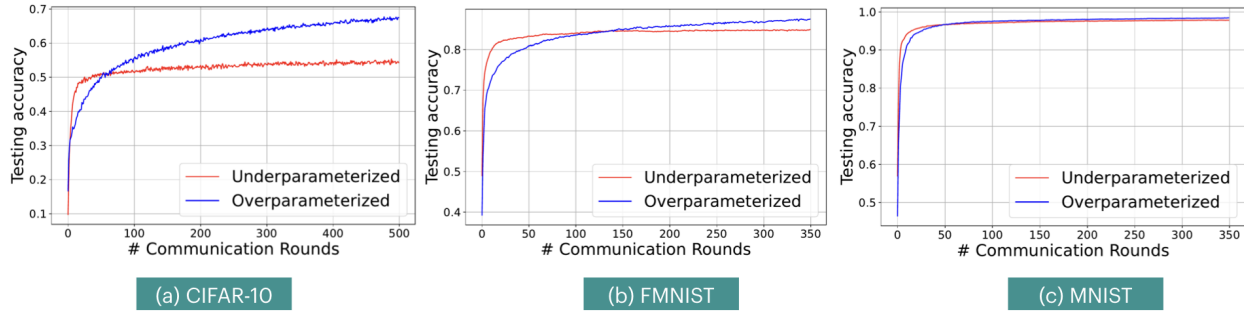 Testing accuracy
0.7
0.6
0.5
0.4
0.3
0.2
0.1
Underparameterized
Overparameterized
0 100 200 300 400 500
# Communication Rounds
(a) CIFAR-10
Testing accuracy
0.8
0.7
0.6
0.5
0.4
Underparameterized
Overparameterized
0 50 100 150 200 250 300 350
# Communication Rounds
(b) FMNIST
Testing accuracy
1.0
0.9
0.8
0.7
0.6
0.5
Underparameterized
Overparameterized
0 50 100 150 200 250 300 350
# Communication Rounds
(c) MNIST